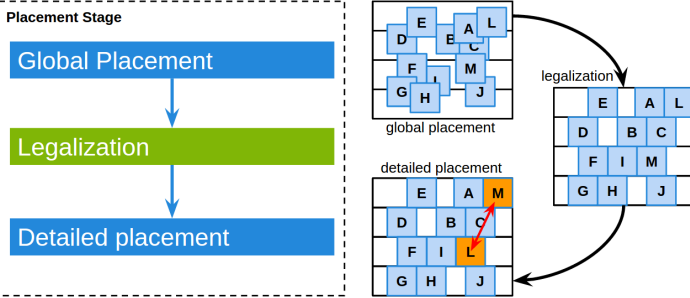 Placement Stage
Global Placement
Legalization
Detailed placement
E
A
L
D
B
C
F
I
M
G
H
J
global placement
legalization
E
A
L
D
B
C
F
I
M
G
H
J
detailed placement
E
A
M
D
B
C
F
I
L
G
H
J